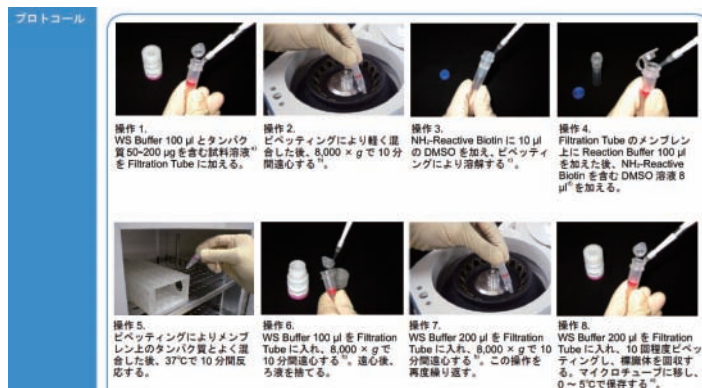 プロトコール
操作 1.
WS Buffer 100 µl とタンパク
質50~200 µg を含む試料溶液a)
を Filtration Tube に加える。
操作 2.
ピペッティングにより軽く混
合した後、8,000 × g で 10 分
間遠心するb)。
操作 3.
NH₂-Reactive Biotin に 10 µl
の DMSO を加え、ピペッティ
ングにより溶解するc)。
操作 4.
Filtration Tube のメンブレン
上に Reaction Buffer 100 µl
を加えた後、NH₂-Reactive
Biotin を含む DMSO 溶液 8
µl を加える。
操作 5.
ピペッティングによりメンブ
レン上のタンパク質とよく混
合した後、37℃で 10 分間反
応する。
操作 6.
WS Buffer 100 µl を Filtration
Tube に入れ、8,000 × g で
10 分間遠心する。遠心後、
ろ液を捨てる。
操作 7.
WS Buffer 200 µl を Filtration
Tube に入れ、8,000 × g で 10
分間遠心する。この操作を
再度繰り返す。
操作 8.
WS Buffer 200 µl を Filtration
Tube に入れ、10 回程度ピペッ
ティングし、標識体を回収す
る。マイクロチューブに移し、
0 ~ 5℃で保存する。